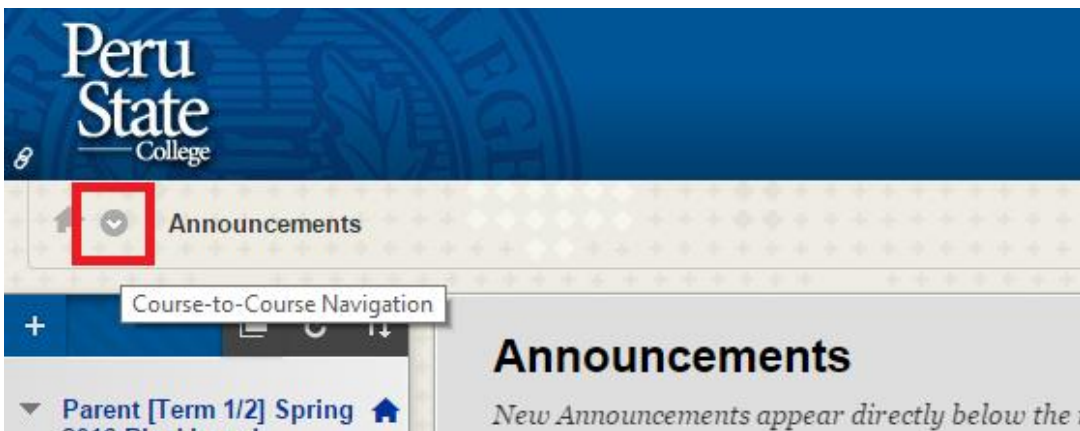 Peru
State
College
Announcements
Course-to-Course Navigation
Announcements
Parent [Term 1/2] Spring
New Announcements appear directly below the